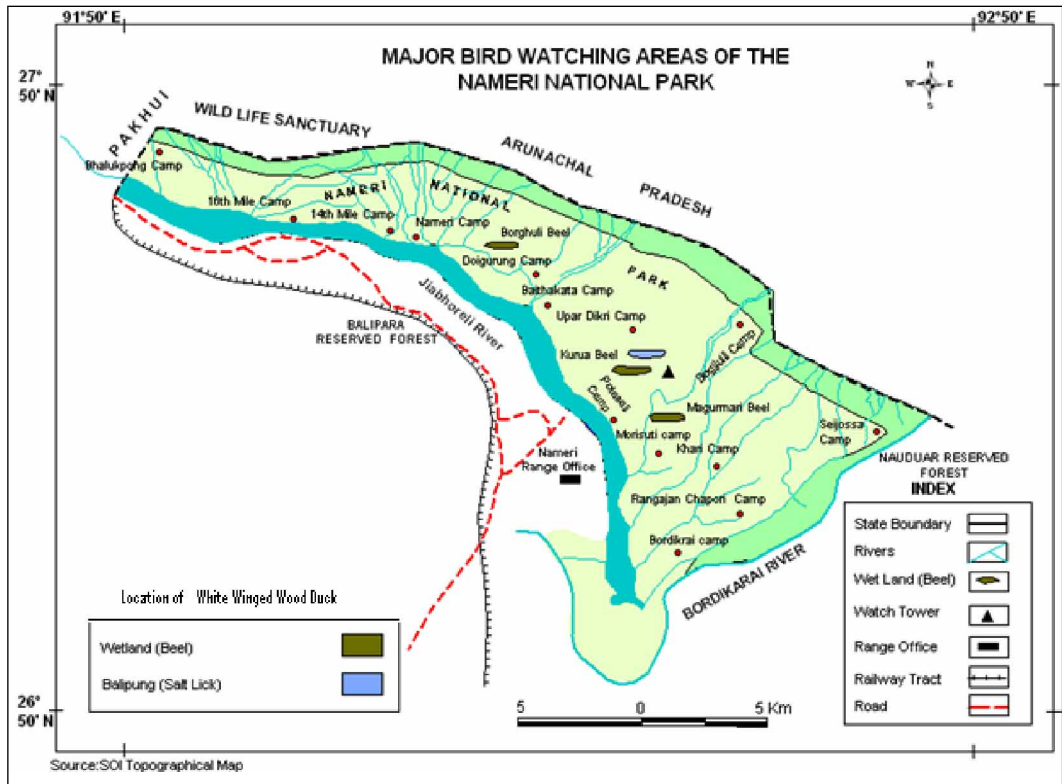 91°50' E
92°50' E
MAJOR BIRD WATCHING AREAS OF THE
NAMERI NATIONAL PARK
N
W E
S
27°
50' N
PAKHUI
WILD LIFE SANCTUARY
ARUNACHAL
PRADESH
Bhalukpong Camp
NAMERI
NATIONAL
PARK
16th Mile Camp
14th Mile Camp
Nameri Camp
Borghuli Beel
Doigurung Camp
Baithakata Camp
Upar Dikri Camp
Jiabhoreli River
BALIPARA
RESERVED FOREST
Kurua Beel
Camp
Camp
Magurmari Beel
Seijossa
Camp
Morisuti camp
Khari Camp
Nameri
Range Office
NAUDUAR RESERVED
FOREST
Rangajan Chapori Camp
Bordikrai camp
BORDIKARAI RIVER
INDEX
State Boundary
Rivers
Wet Land (Beel)
Watch Tower
Range Office
Railway Tract
Road
Location of White Winged Wood Duck
Wetland (Beel)
Balipung (Salt Lick)
26°
50' N
5 0 5 Km
Source:SOI Topographical Map